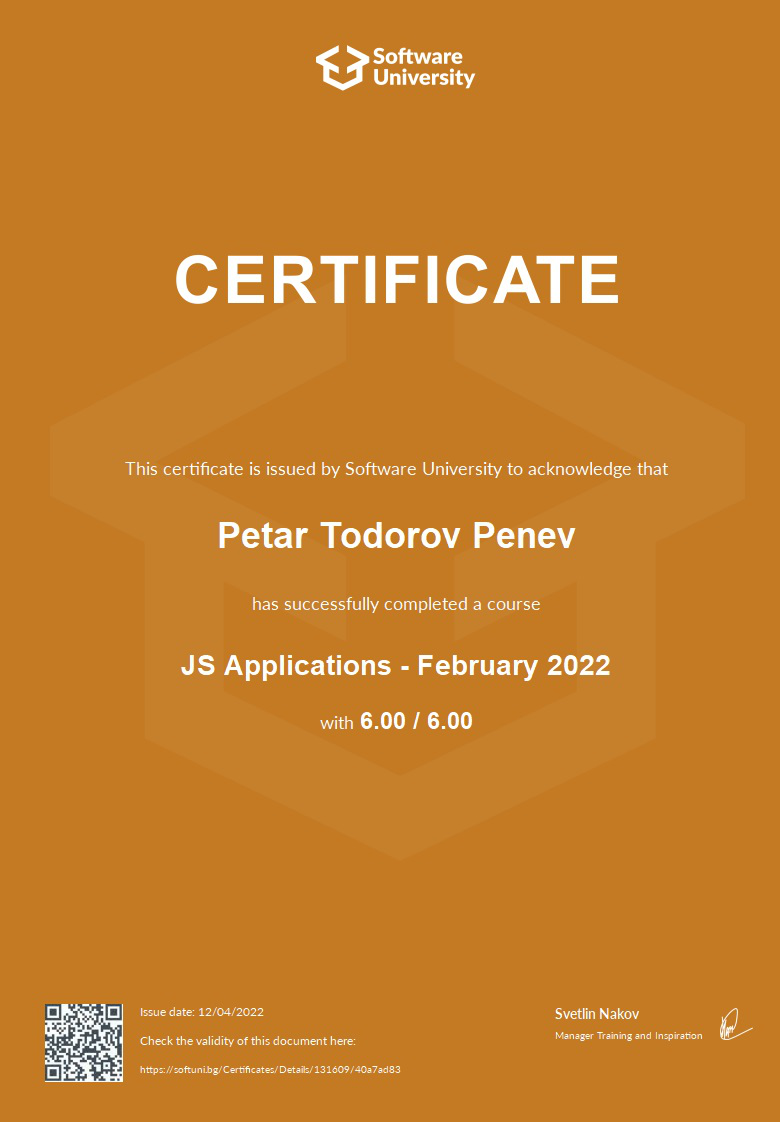 Software
University
CERTIFICATE
This certificate is issued by Software University to acknowledge that
Petar Todorov Penev
has successfully completed a course
JS Applications - February 2022
with 6.00 / 6.00
Issue date: 12/04/2022
Check the validity of this document here:
https://softuni.bg/Certificates/Details/131609/40a7ad83
Svetlin Nakov
Manager Training and Inspiration